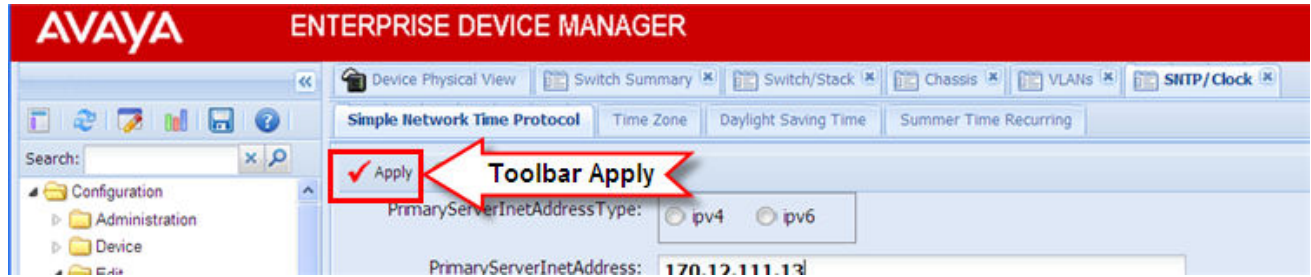 AVAYA ENTERPRISE DEVICE MANAGER
Device Physical View Switch Summary Switch/Stack Chassis VLANs SNTP/Clock
Simple Network Time Protocol Time Zone Daylight Saving Time Summer Time Recurring
Search:
Apply Toolbar Apply
Configuration
PrimaryServerInetAddressType: ipv4 ipv6
Administration
Device
PrimaryServerInetAddress: 170.12.111.13
Edit